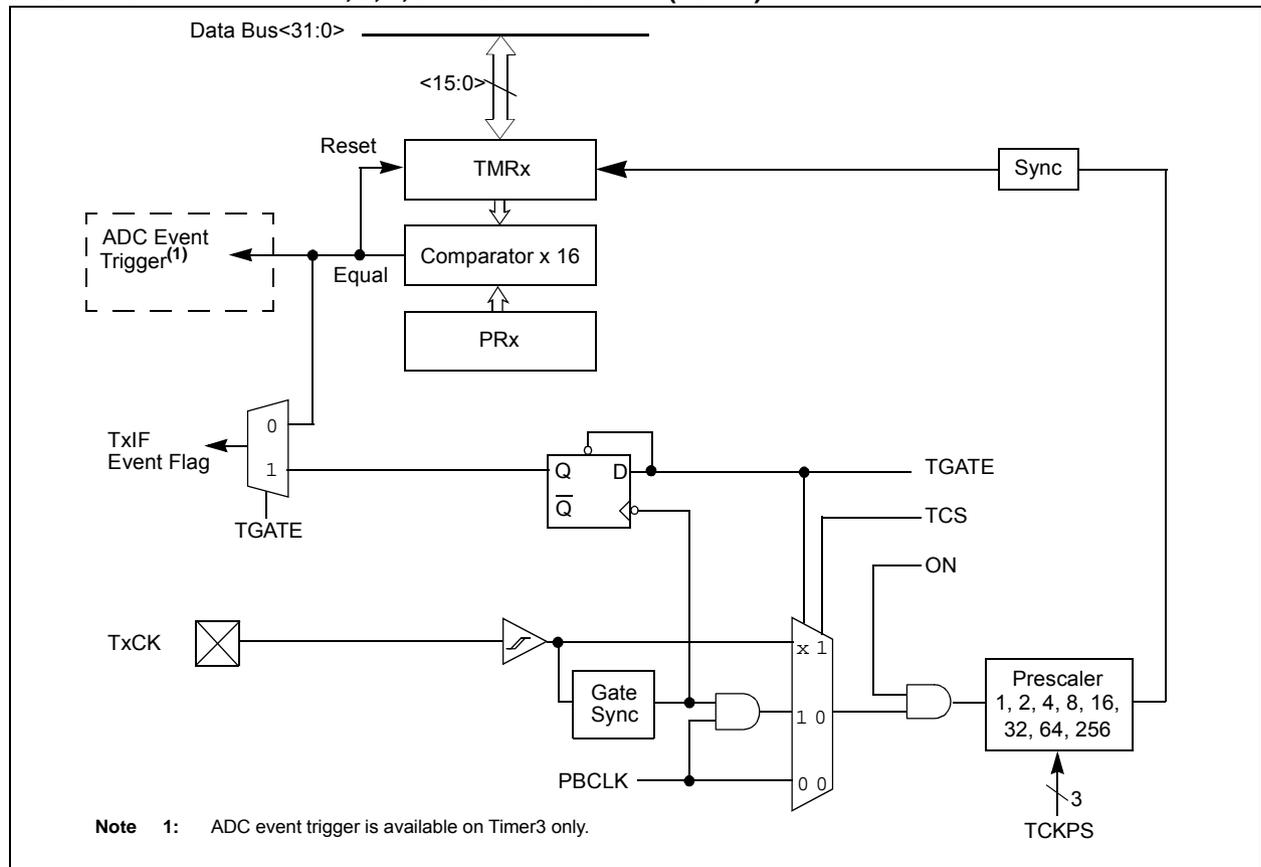 Data Bus<31:0>
<15:0>
Reset
TMRx
Sync
ADC Event
Trigger(1)
Equal
Comparator x 16
PRx
0
1
TxIF
Event Flag
TGATE
Q
D
Q
TGATE
TCS
ON
TxCK
x 1
Gate
Sync
1 0
Prescaler
1, 2, 4, 8, 16,
32, 64, 256
PBCLK
0 0
3
TCKPS
Note 1: ADC event trigger is available on Timer3 only.